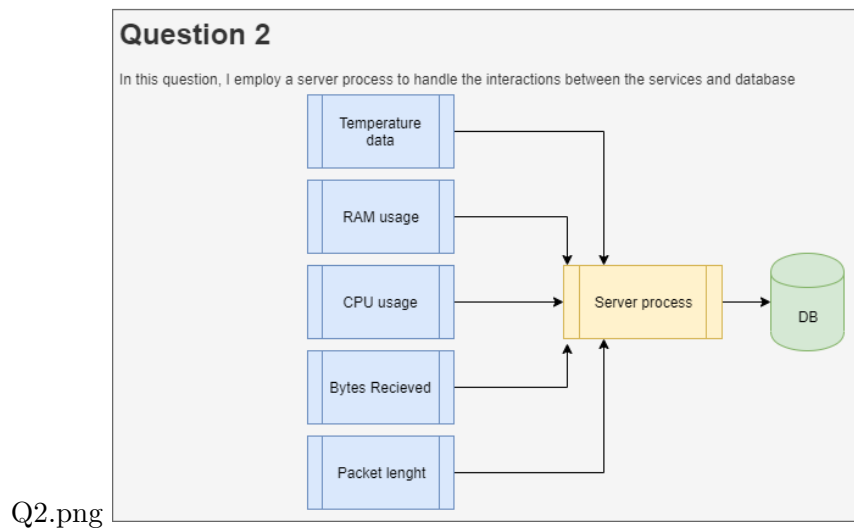 Question 2
In this question, I employ a server process to handle the interactions between the services and database
Temperature
data
RAM usage
CPU usage
Server process
DB
Bytes Recieved
Packet lenght
Q2.png